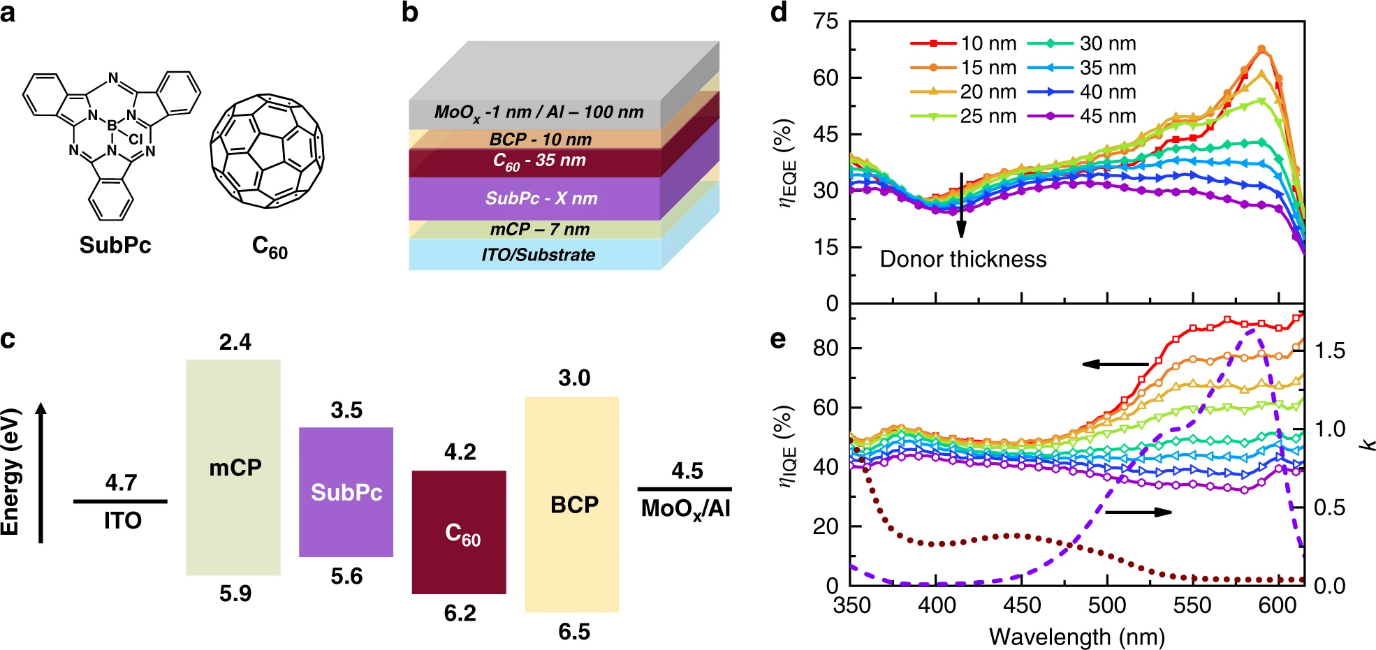 a
N
N
N
B
Cl
N
N
N
SubPc
C60
b
MoOx -1 nm / Al – 100 nm
BCP - 10 nm
C60 - 35 nm
SubPc - X nm
mCP – 7 nm
ITO/Substrate
c
Energy (eV)
4.7
ITO
2.4
mCP
5.9
3.5
SubPc
5.6
4.2
C60
6.2
3.0
BCP
6.5
4.5
MoOx/Al
d
75
60
45
30
15
0
ηEQE (%)
10 nm
15 nm
20 nm
25 nm
30 nm
35 nm
40 nm
45 nm
Donor thickness
e
80
60
40
20
0
ηIQE (%)
1.5
1.0
0.5
0.0
k
350 400 450 500 550 600
Wavelength (nm)